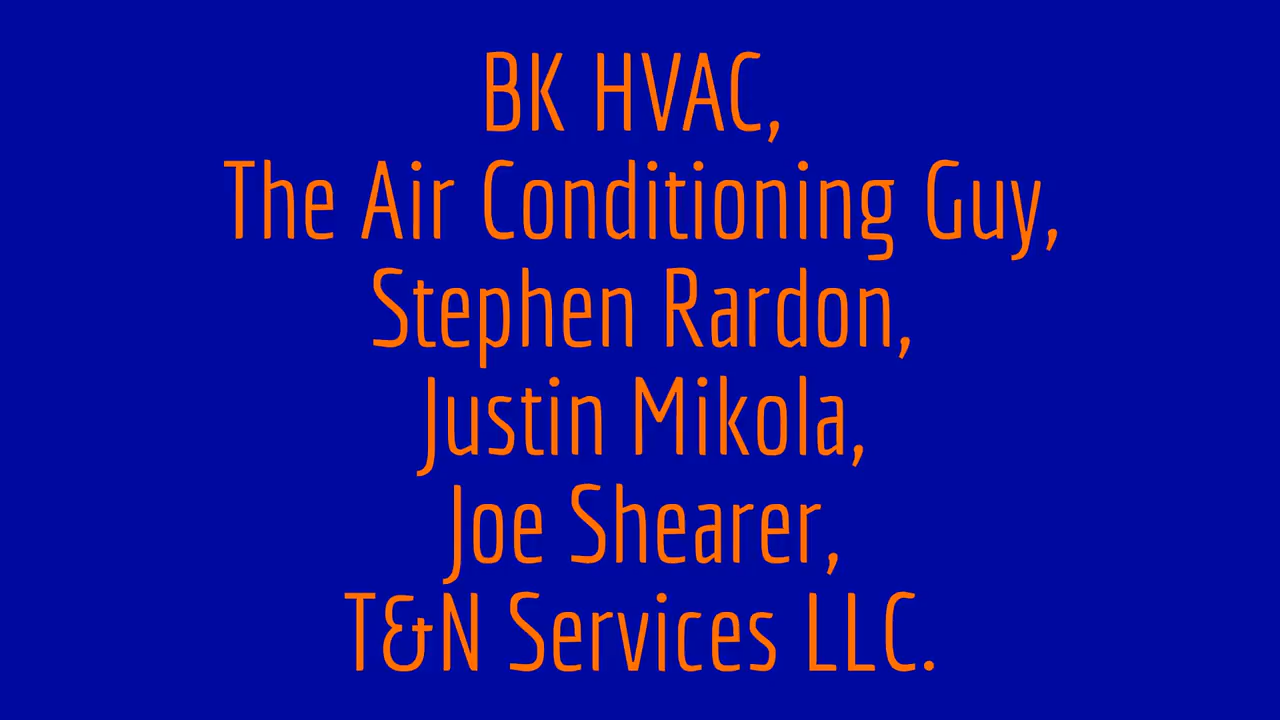 BK HVAC,
The Air Conditioning Guy,
Stephen Rardon,
Justin Mikola,
Joe Shearer,
T&N Services LLC.